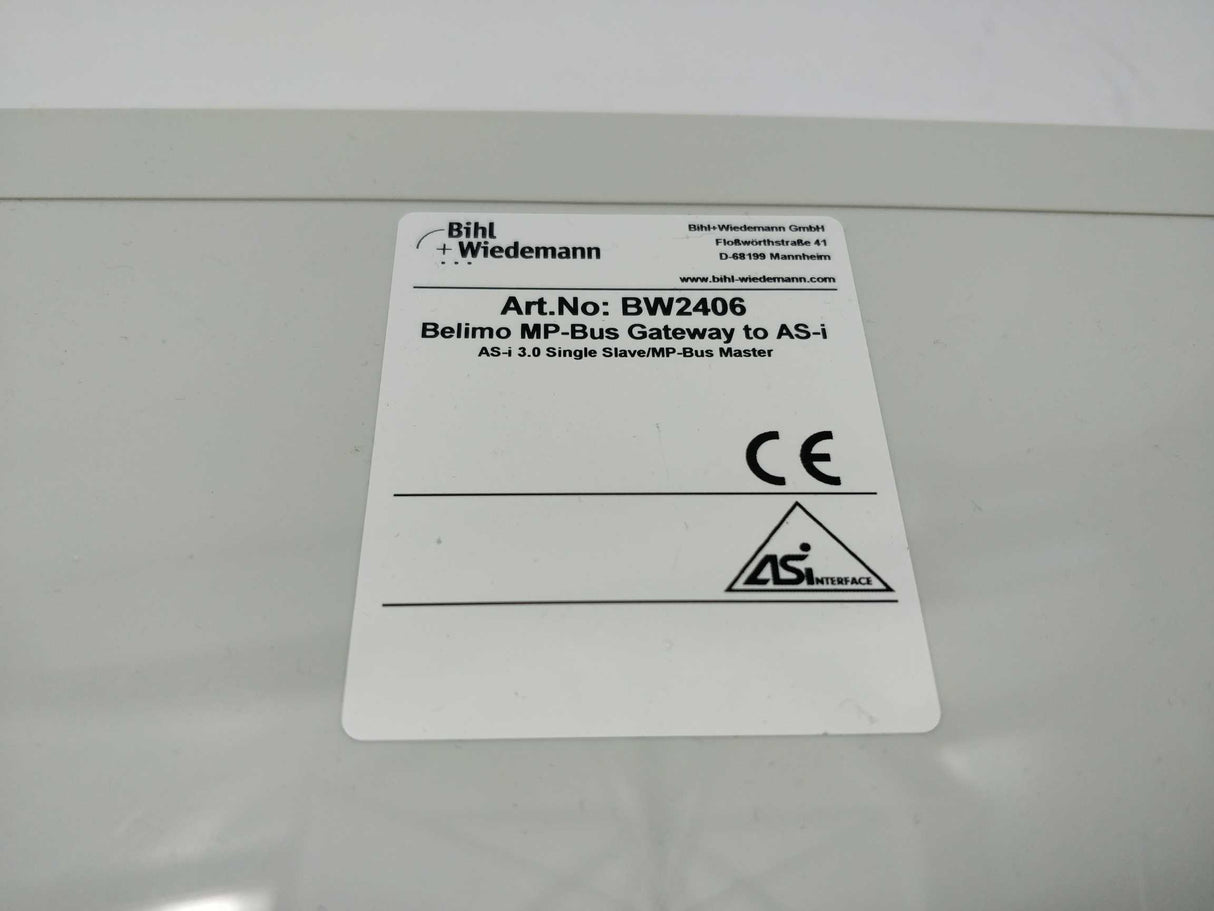 Bihl
+ Wiedemann
Bihl+Wiedemann GmbH
Floßwörthstraße 41
D-68199 Mannheim
www.bihl-wiedemann.com
Art.No: BW2406
Belimo MP-Bus Gateway to AS-i
AS-i 3.0 Single Slave/MP-Bus Master
CE
ASi INTERFACE